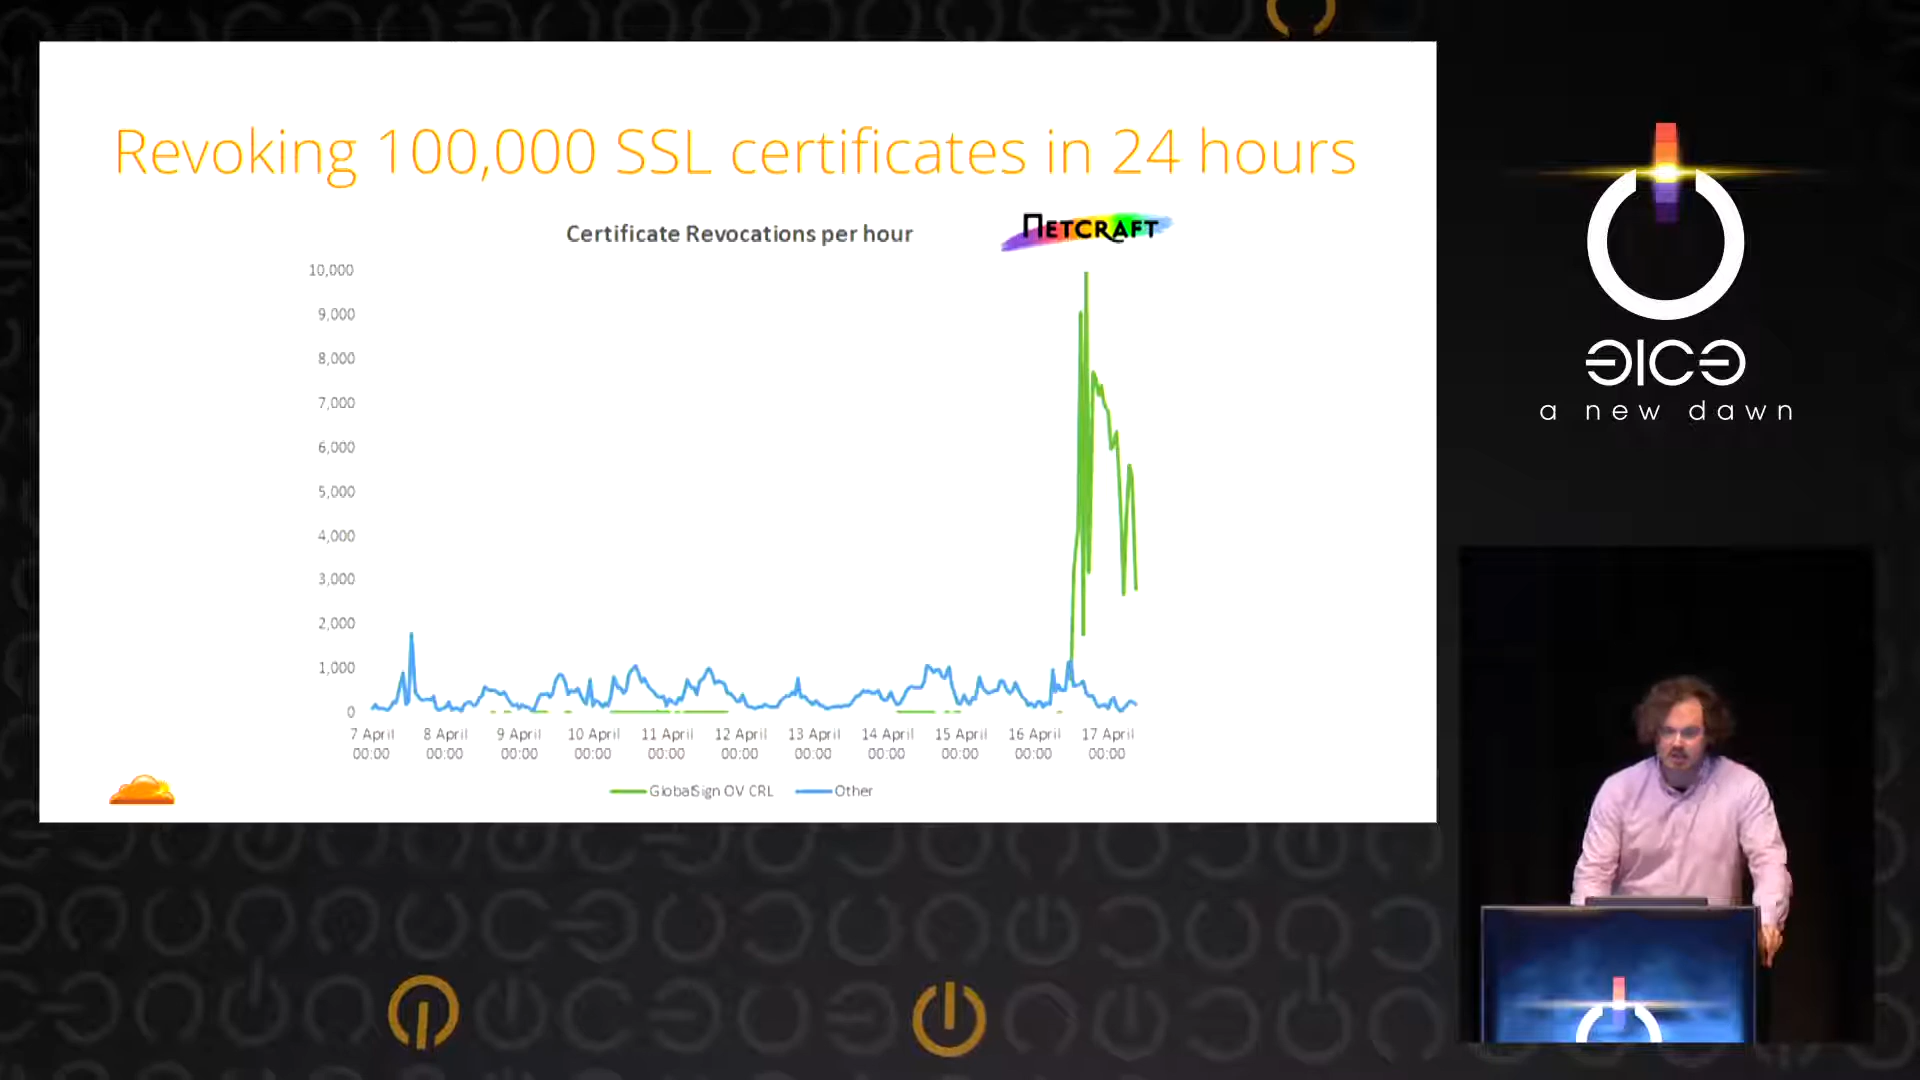 Revoking 100,000 SSL certificates in 24 hours
Certificate Revocations per hour
NETCRAFT
10,000
9,000
8,000
7,000
6,000
5,000
4,000
3,000
2,000
1,000
0
7 April 8 April 9 April 10 April 11 April 12 April 13 April 14 April 15 April 16 April 17 April
00:00 00:00 00:00 00:00 00:00 00:00 00:00 00:00 00:00 00:00 00:00
GlobalSign OV CRL Other
ƎICƎ
a new dawn